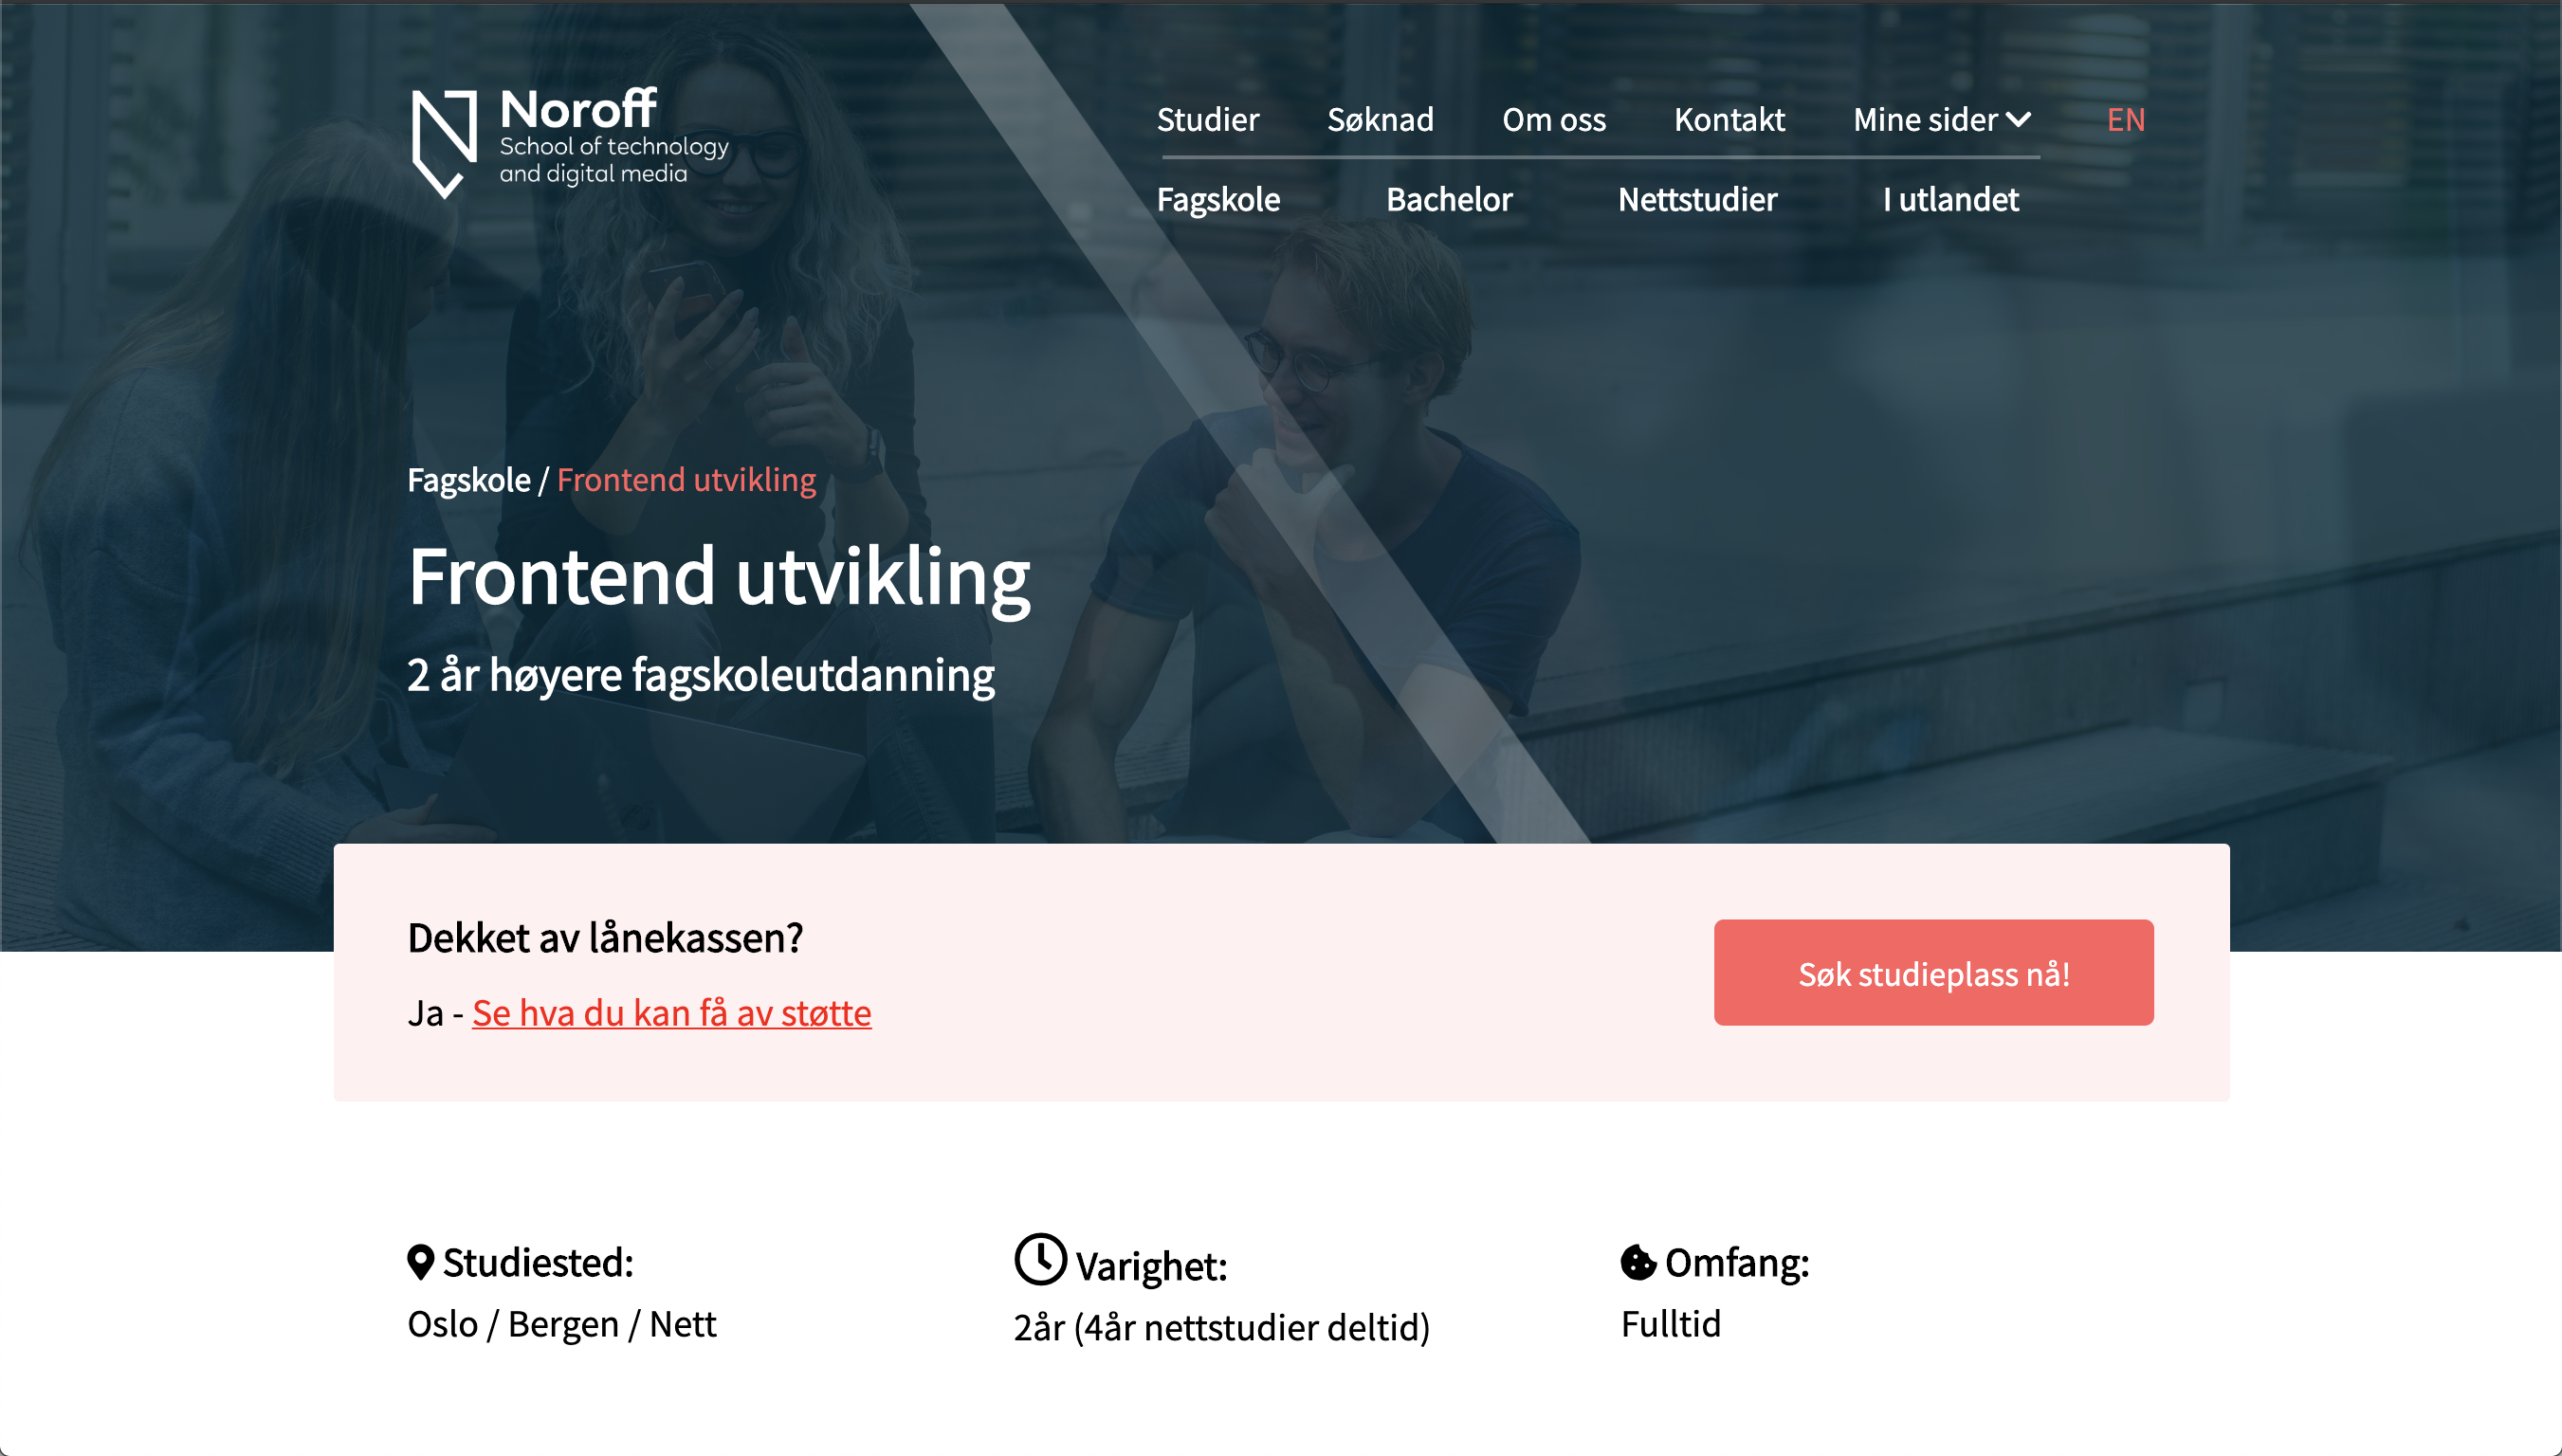 Noroff
School of technology
and digital media
Studier Søknad Om oss Kontakt Mine sider EN
Fagskole Bachelor Nettstudier I utlandet
Fagskole / Frontend utvikling
Frontend utvikling
2 år høyere fagskoleutdanning
Dekket av lånekassen?
Ja - Se hva du kan få av støtte
Søk studieplass nå!
Studiested:
Oslo / Bergen / Nett
Varighet:
2år (4år nettstudier deltid)
Omfang:
Fulltid